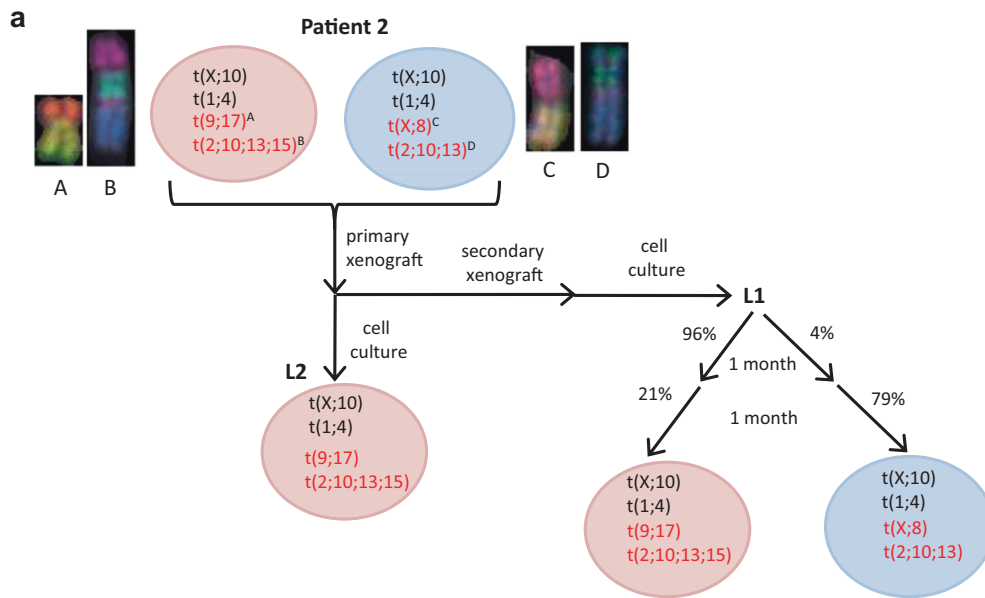 a
Patient 2
A
B
t(X;10)
t(1;4)
t(9;17)A
t(2;10;13;15)B
t(X;10)
t(1;4)
t(X;8)C
t(2;10;13)D
C
D
primary
xenograft
secondary
xenograft
cell
culture
cell
culture
L1
96%
4%
1 month
21%
79%
1 month
L2
t(X;10)
t(1;4)
t(9;17)
t(2;10;13;15)
t(X;10)
t(1;4)
t(9;17)
t(2;10;13;15)
t(X;10)
t(1;4)
t(X;8)
t(2;10;13)